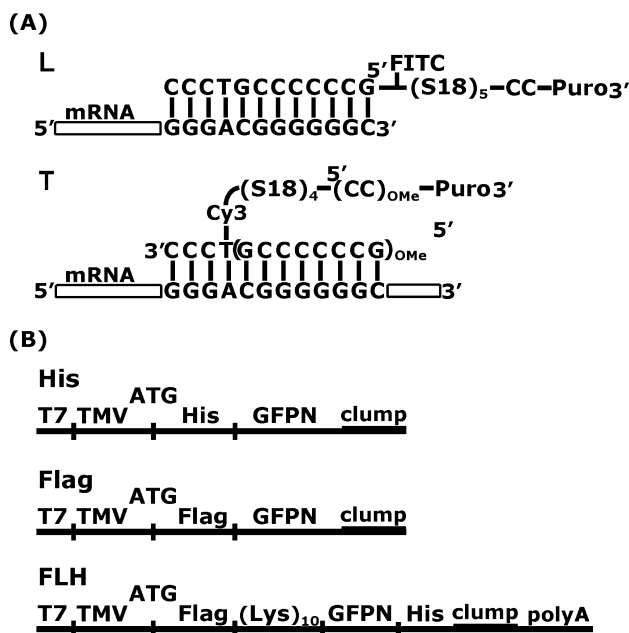 (A)
L
5′ FITC
CCCTGCCCCCCG (S18)5 CC Puro3′
mRNA
5′ GGGACGGGGGGC3′
T
5′
(S18)4 (CC)OMe Puro3′
Cy3
5′
3′CCCT(GCCCCCCG)OMe
mRNA
5′ GGGACGGGGGGC 3′
(B)
His
ATG
T7 TMV His GFPN clump
Flag
ATG
T7 TMV Flag GFPN clump
FLH
ATG
T7 TMV Flag (Lys)10 GFPN His clump polyA